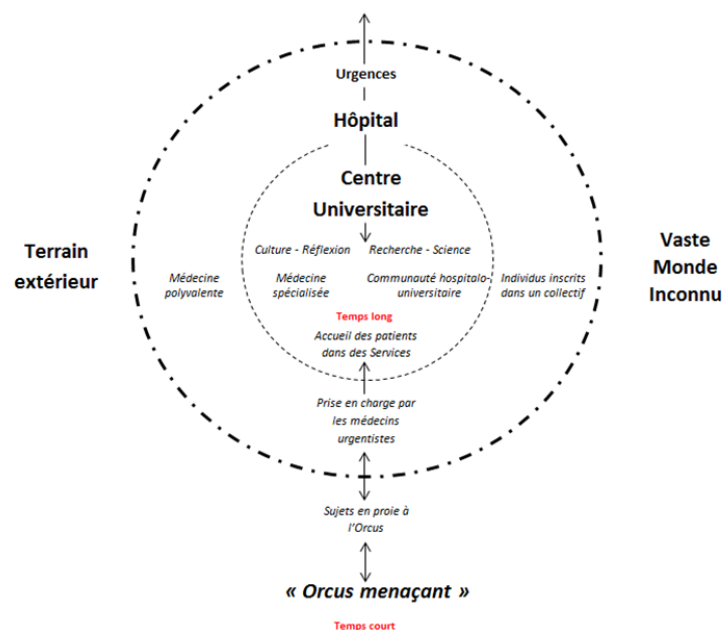 Urgences
Hôpital
Centre
Universitaire
Terrain
extérieur
Vaste
Monde
Inconnu
Culture - Réflexion
Recherche - Science
Médecine
polyvalente
Médecine
spécialisée
Communauté hospitalo-
universitaire
Individus inscrits
dans un collectif
Temps long
Accueil des patients
dans des Services
Prise en charge par
les médecins
urgentistes
Sujets en proie à
l'Orcus
« Orcus menaçant »
Temps court